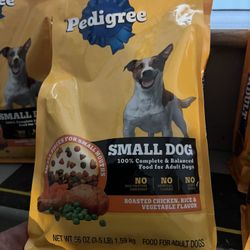 Pedigree
SMALL DOG
100% Complete & Balanced
Food for Adult Dogs
NO NO NO
ROASTED CHICKEN, RICE &
VEGETABLE FLAVOR
NET WT 56 OZ (3.5 LB) 1.59 kg FOOD FOR ADULT DOGS